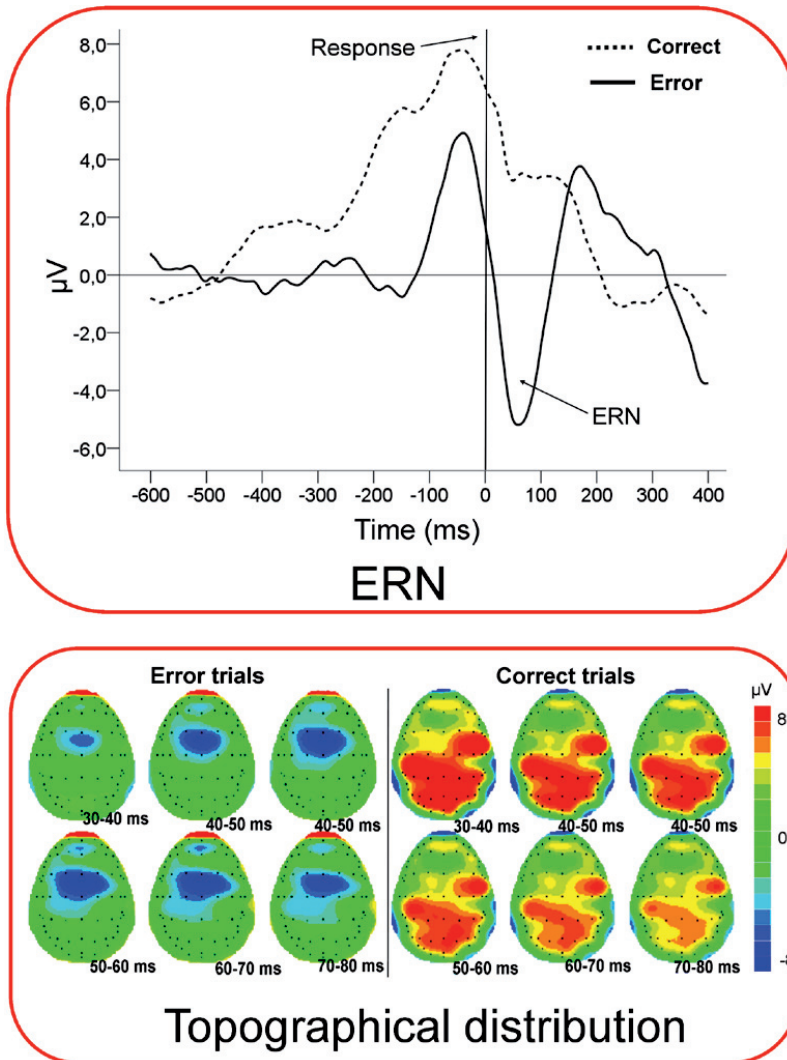 8,0
6,0
4,0
2,0
0,0
-2,0
-4,0
-6,0
µV
Response
Correct
Error
ERN
-600 -500 -400 -300 -200 -100 0 100 200 300 400
Time (ms)
ERN
Error trials Correct trials
µV
8
0
-8
30-40 ms 40-50 ms 40-50 ms 30-40 ms 40-50 ms 40-50 ms
50-60 ms 60-70 ms 70-80 ms 50-60 ms 60-70 ms 70-80 ms
Topographical distribution